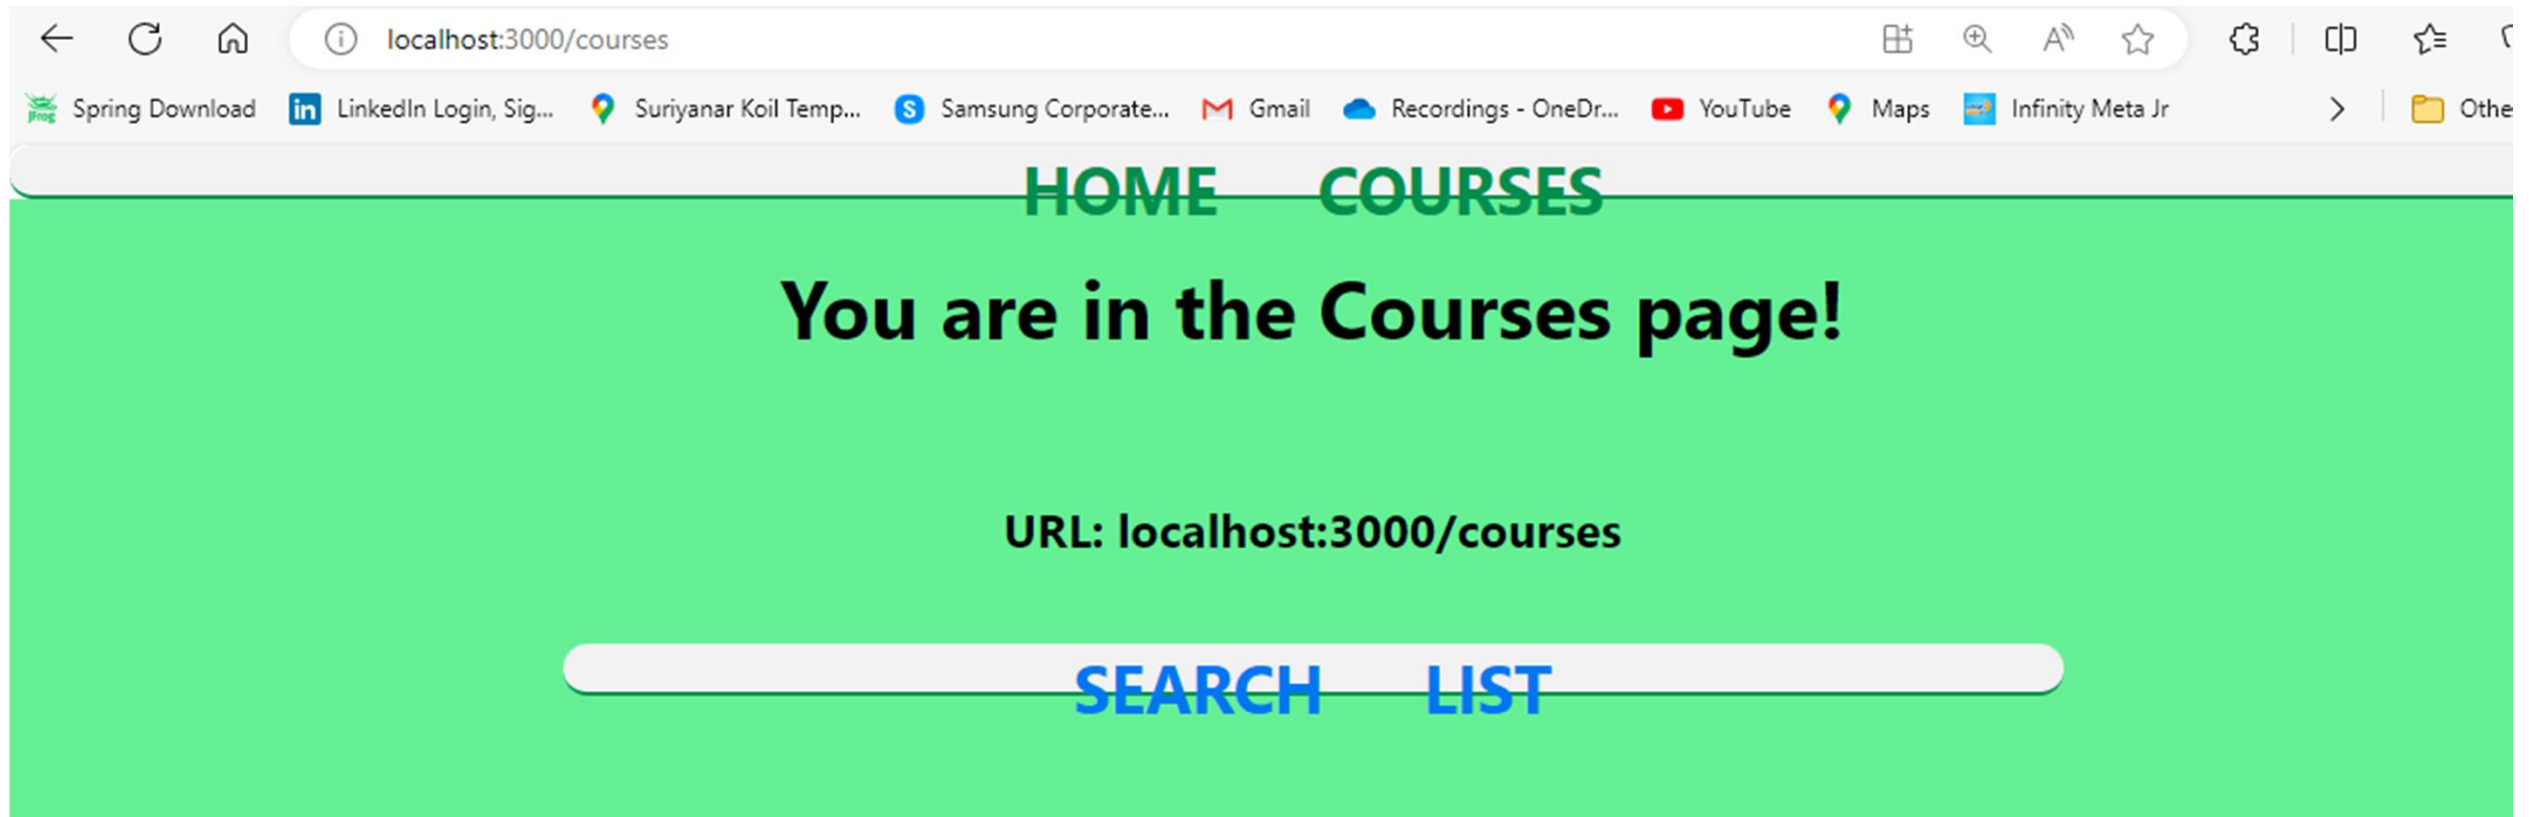 localhost:3000/courses
Spring Download LinkedIn Login, Sig... Suriyanar Koil Temp... Samsung Corporate... Gmail Recordings - OneDr... YouTube Maps Infinity Meta Jr Othe
HOME COURSES
You are in the Courses page!
URL: localhost:3000/courses
SEARCH LIST